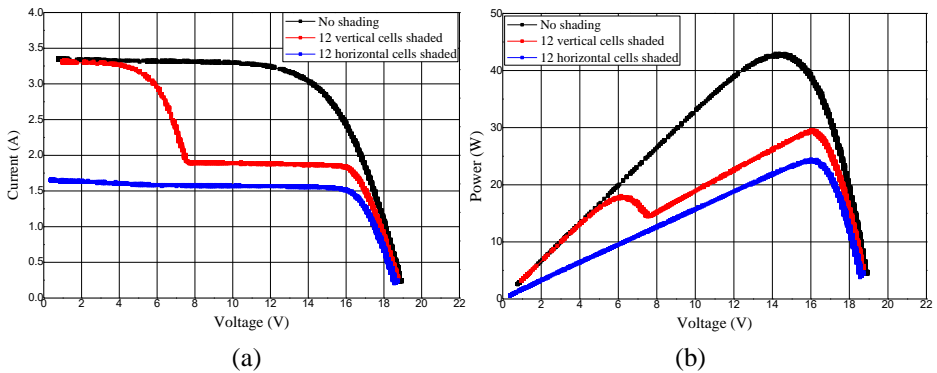 No shading
12 vertical cells shaded
12 horizontal cells shaded
4.0
3.5
3.0
2.5
2.0
1.5
1.0
0.5
0.0
Current (A)
0 2 4 6 8 10 12 14 16 18 20 22
Voltage (V)
(a)
No shading
12 vertical cells shaded
12 horizontal cells shaded
50
40
30
20
10
0
Power (W)
2 4 6 8 10 12 14 16 18 20 22
Voltage (V)
(b)